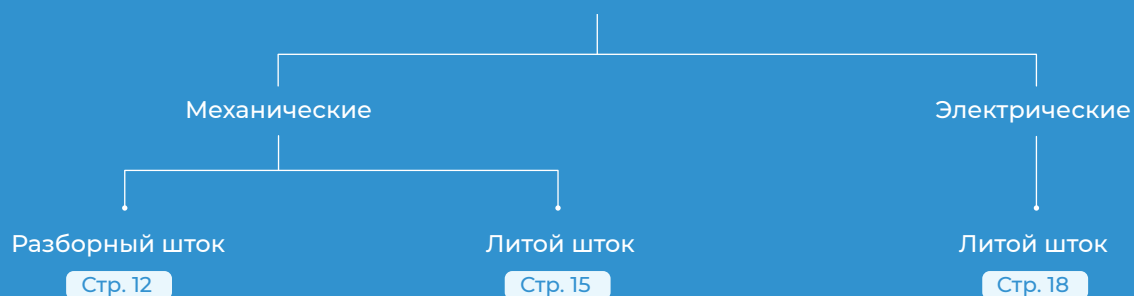 Механические
Электрические
Разборный шток
Литой шток
Литой шток
Стр. 12
Стр. 15
Стр. 18